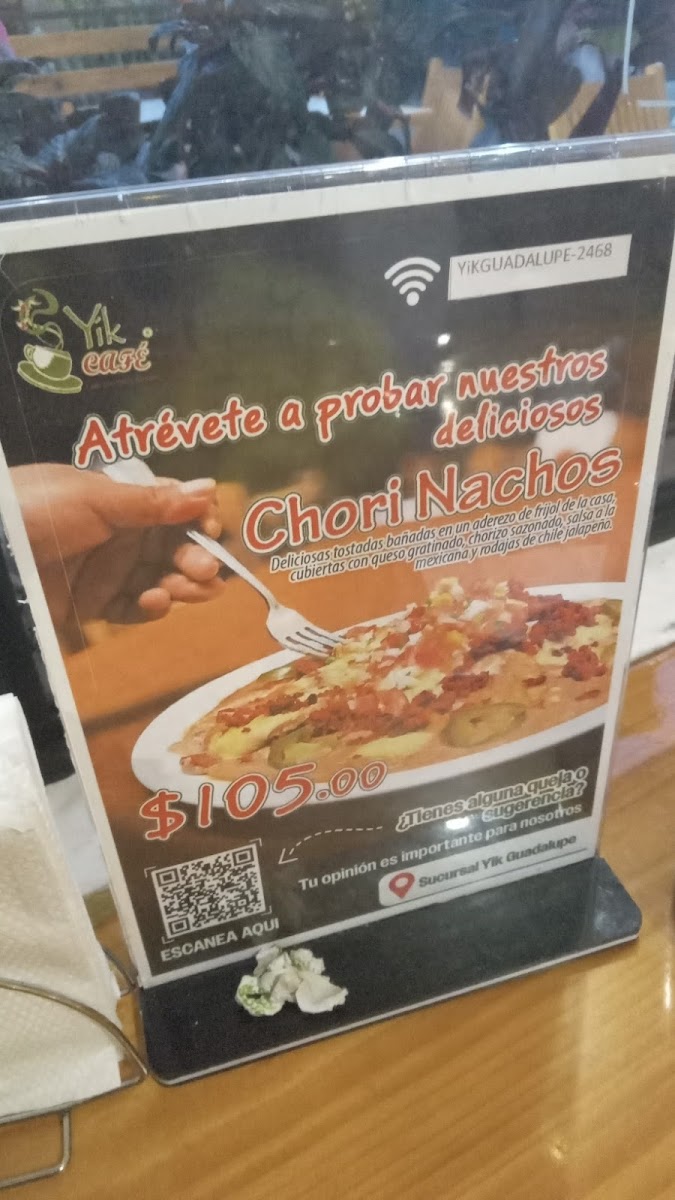 YiKGUADALUPE-2468
Yik
CAFÉ
Atrévete a probar nuestros
deliciosos
Chori Nachos
Deliciosas tostadas bañadas en un aderezo de frijol de la casa,
cubiertas con queso gratinado, chorizo sazonado, salsa a la
mexicana y rodajas de chile jalapeño.
$105.00
¿Tienes alguna queja o
sugerencia?
Tu opinión es importante para nosotros
Sucursal Yik Guadalupe
ESCANEA AQUI